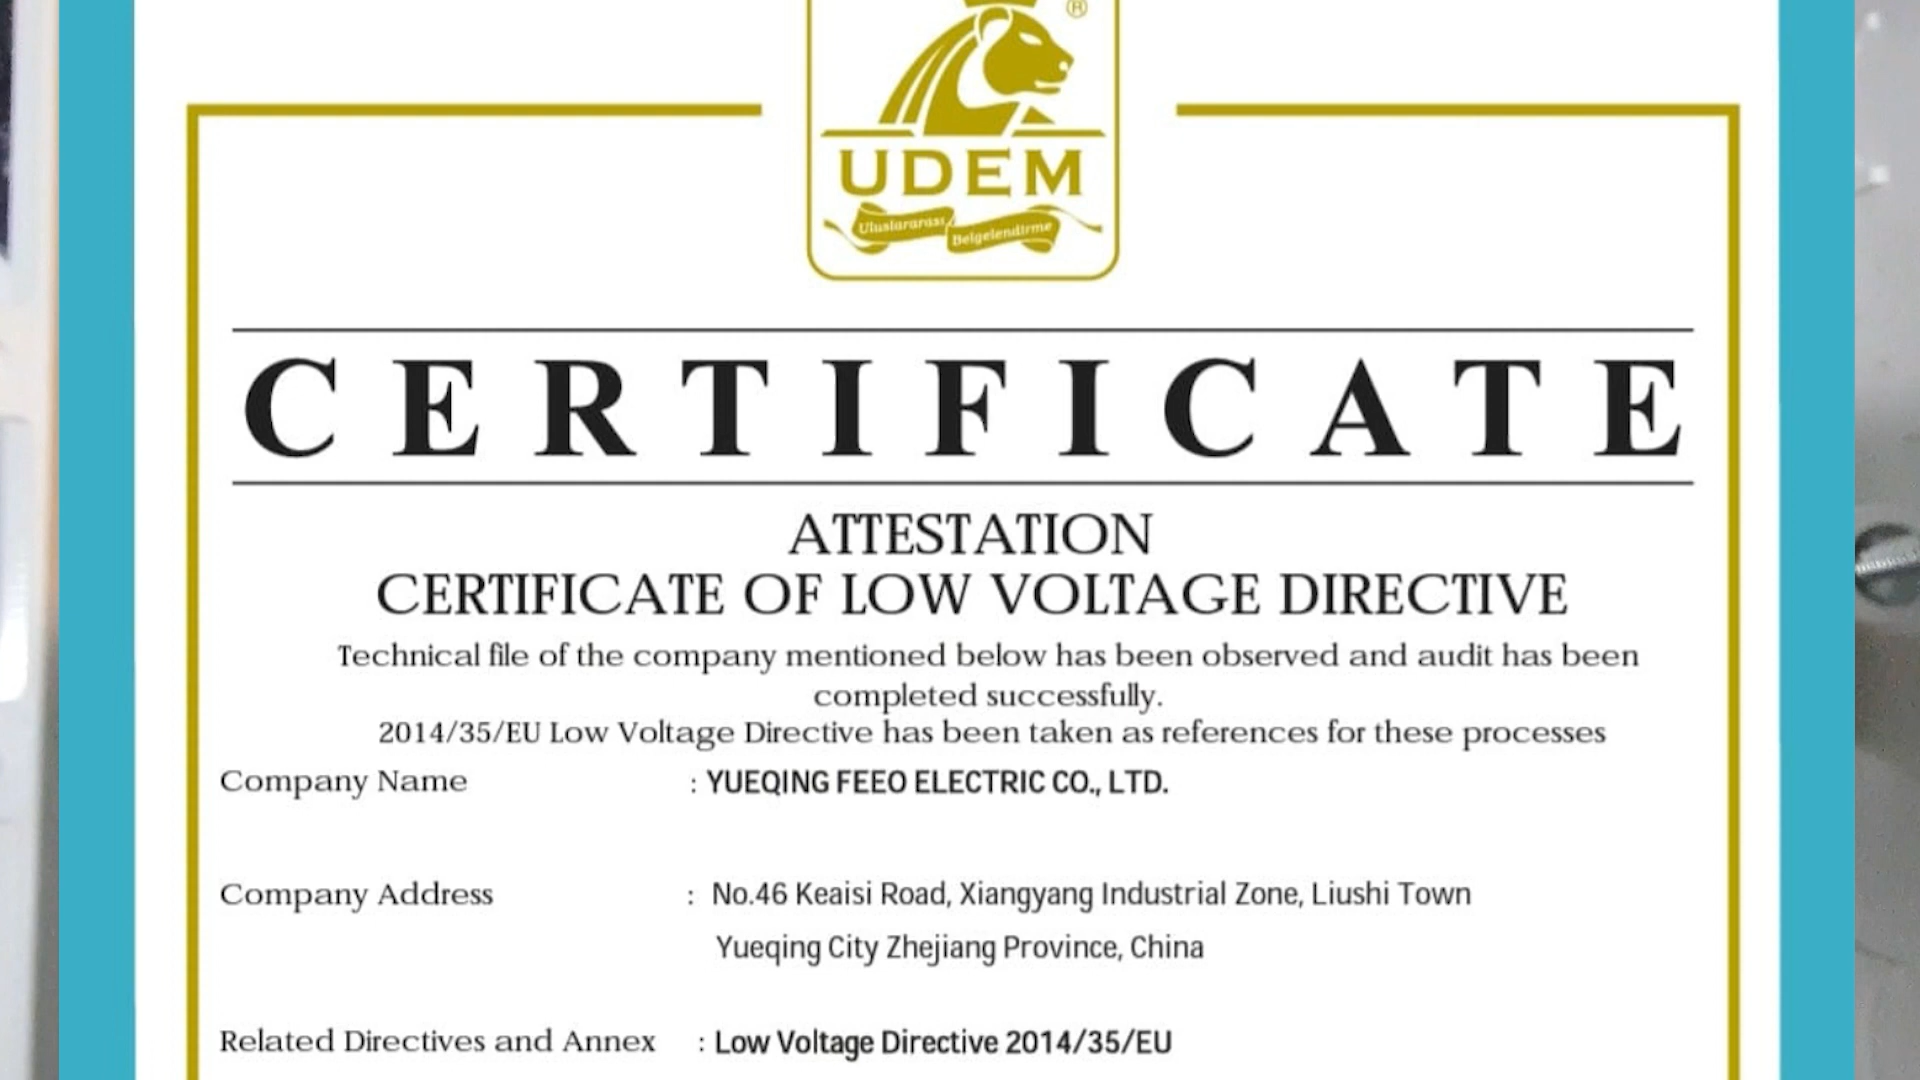 ®
UDEM
Uluslararası
Belgelendirme
CERTIFICATE
ATTESTATION
CERTIFICATE OF LOW VOLTAGE DIRECTIVE
Technical file of the company mentioned below has been observed and audit has been
completed successfully.
2014/35/EU Low Voltage Directive has been taken as references for these processes
Company Name : YUEQING FEEO ELECTRIC CO., LTD.
Company Address : No.46 Keaisi Road, Xiangyang Industrial Zone, Liushi Town
Yueqing City Zhejiang Province, China
Related Directives and Annex : Low Voltage Directive 2014/35/EU